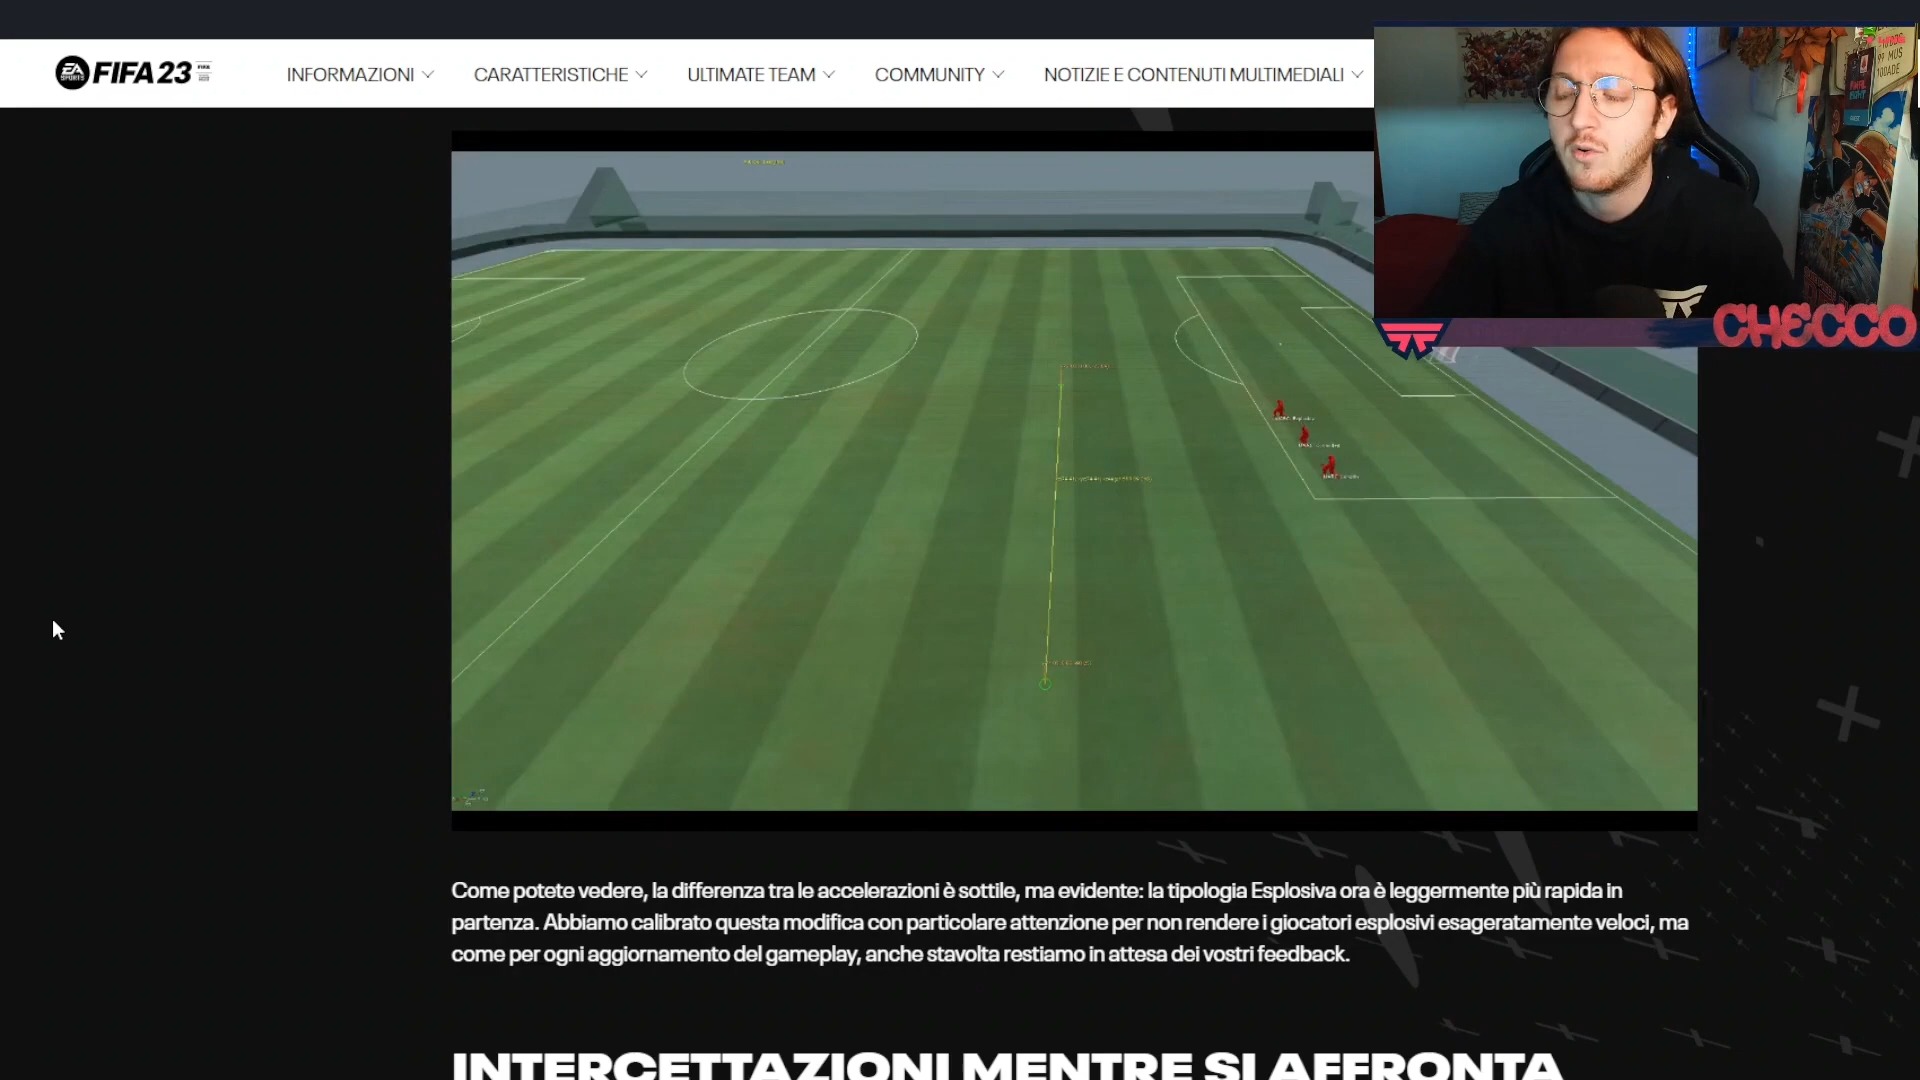 EA SPORTS FIFA 23
INFORMAZIONI CARATTERISTICHE ULTIMATE TEAM COMMUNITY NOTIZIE E CONTENUTI MULTIMEDIALI
CHECCO
Come potete vedere, la differenza tra le accelerazioni è sottile, ma evidente: la tipologia Esplosiva ora è leggermente più rapida in
partenza. Abbiamo calibrato questa modifica con particolare attenzione per non rendere i giocatori esplosivi esageratamente veloci, ma
come per ogni aggiornamento del gameplay, anche stavolta restiamo in attesa dei vostri feedback.
INTERCETTAZIONI MENTRE SI AFFRONTA